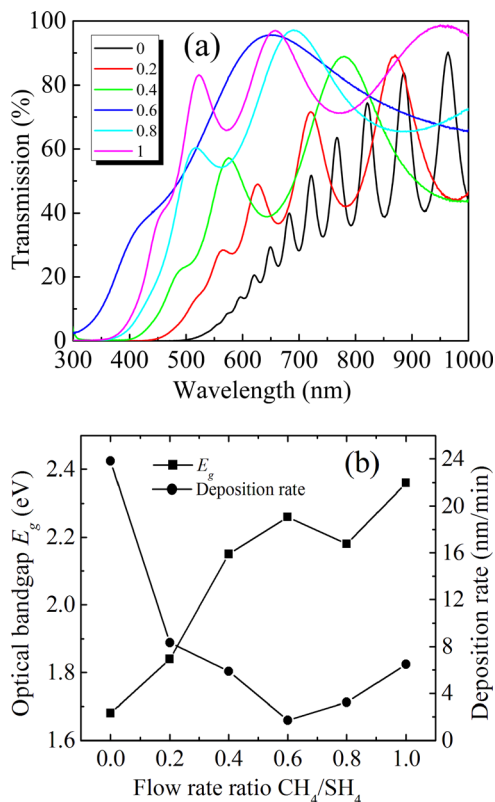 (a)
0
0.2
0.4
0.6
0.8
1
Transmission (%)
100
80
60
40
20
0
300 400 500 600 700 800 900 1000
Wavelength (nm)
(b)
Eg
Deposition rate
Optical bandgap Eg (eV)
2.4
2.2
2.0
1.8
1.6
24
22
16
12
8
4
0
Deposition rate (nm/min)
0.0 0.2 0.4 0.6 0.8 1.0
Flow rate ratio CH4/SH4